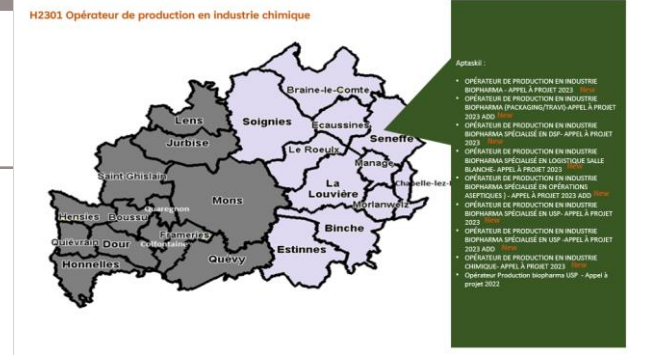 H2301 Opérateur de production en industrie chimique
Braine-le-Comte
Lens
Soignies
Ecaussines
Seneffe
Jurbise
Le Roeulx
Manage
Saint Ghislain
La
Louvière
Mons
Morlanwelz
Quaregnon
Hensies Boussu
Binche
Frameries
Quiévrain Dour
Colfontaine
Estinnes
Honnelles
Quévy
Aptaskil :
• OPÉRATEUR DE PRODUCTION EN INDUSTRIE
BIOPHARMA - APPEL À PROJET 2023 New
• OPÉRATEUR DE PRODUCTION EN INDUSTRIE
BIOPHARMA (PACKAGING/TRAVI)-APPEL À PROJET
2023 ADD New
• OPÉRATEUR DE PRODUCTION EN INDUSTRIE
BIOPHARMA SPÉCIALISÉ EN DSP- APPEL À PROJET
2023 New
• OPÉRATEUR DE PRODUCTION EN INDUSTRIE
BIOPHARMA SPÉCIALISÉ EN LOGISTIQUE SALLE
BLANCHE- APPEL À PROJET 2023 New
• OPÉRATEUR DE PRODUCTION EN INDUSTRIE
BIOPHARMA SPÉCIALISÉ EN OPÉRATIONS
ASEPTIQUES ) - APPEL À PROJET 2023 ADD New
• OPÉRATEUR DE PRODUCTION EN INDUSTRIE
BIOPHARMA SPÉCIALISÉ EN USP- APPEL À PROJET
2023 New
• OPÉRATEUR DE PRODUCTION EN INDUSTRIE
BIOPHARMA SPÉCIALISÉ EN USP -APPEL À PROJET
2023 ADD New
• OPÉRATEUR DE PRODUCTION EN INDUSTRIE
CHIMIQUE- APPEL À PROJET 2023 New
• Opérateur Production biopharma USP - Appel à
projet 2022